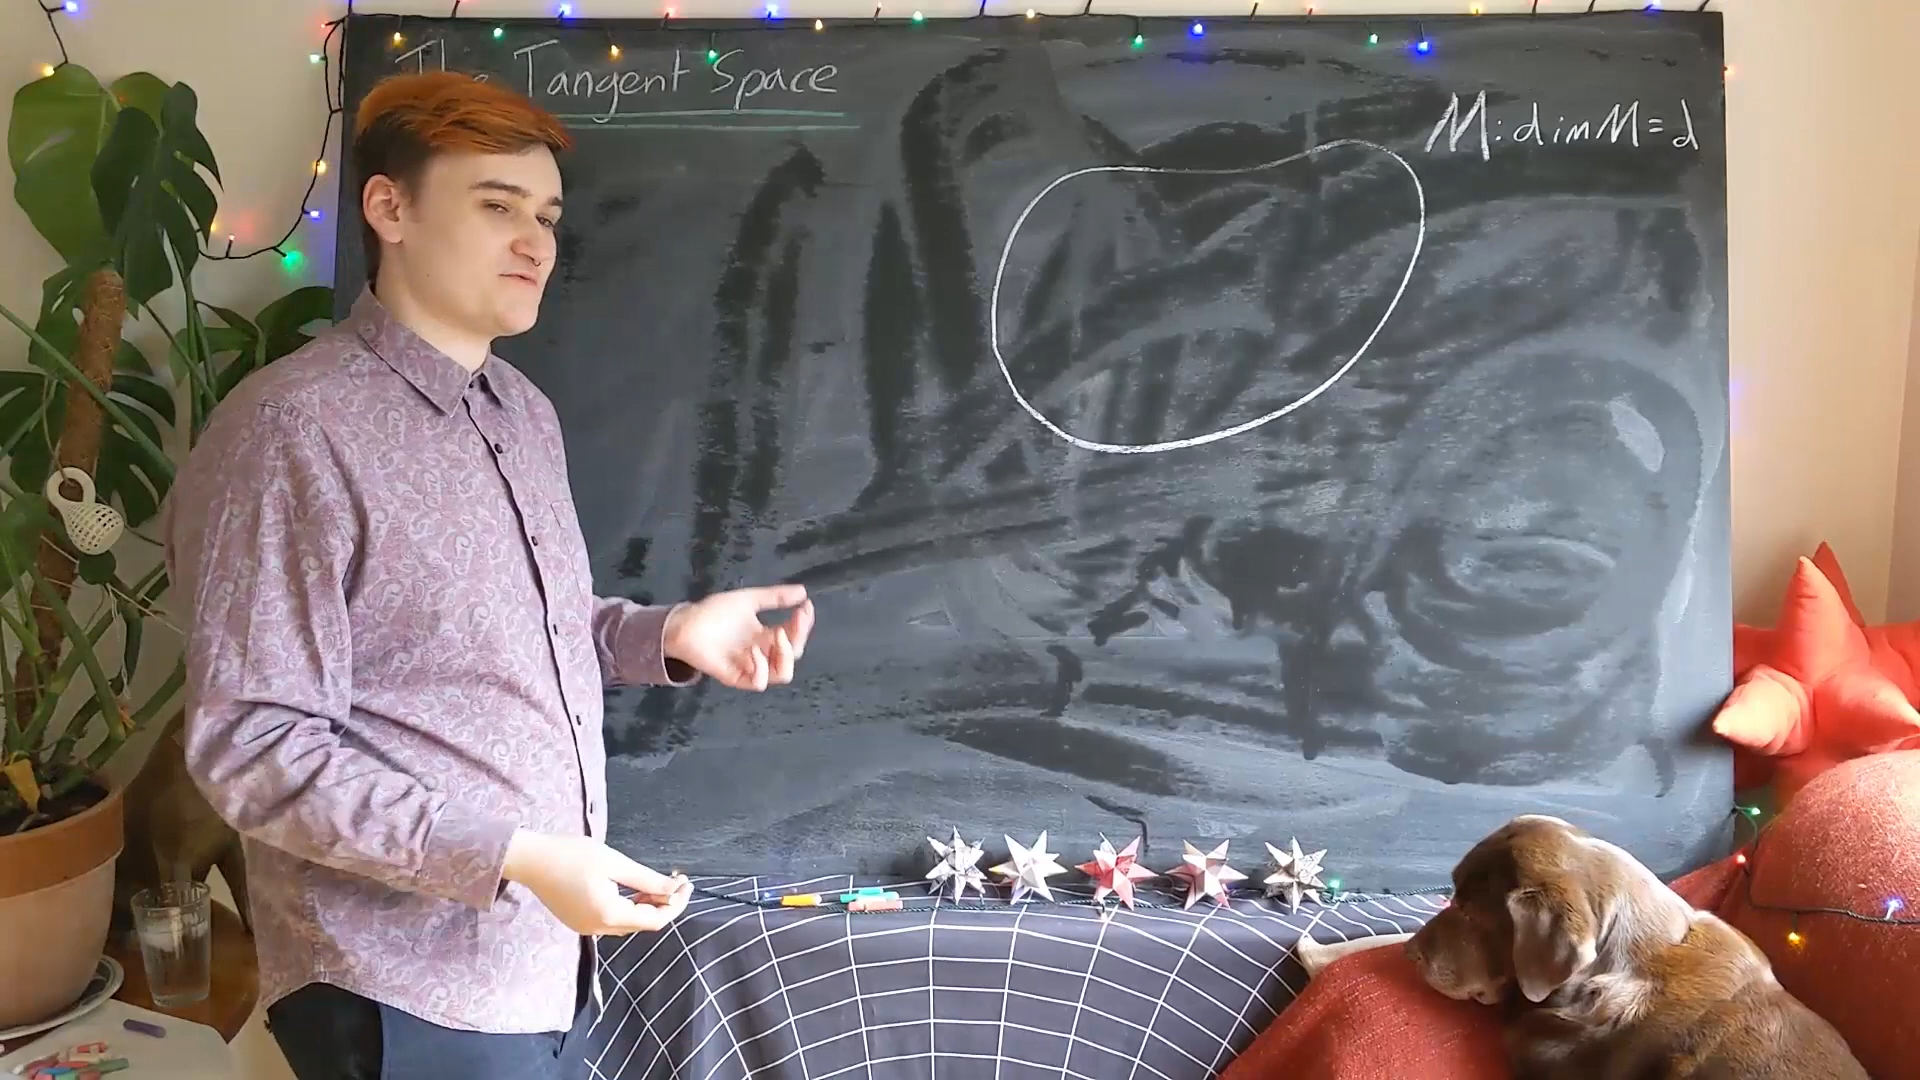 The Tangent Space
M: dim M = d